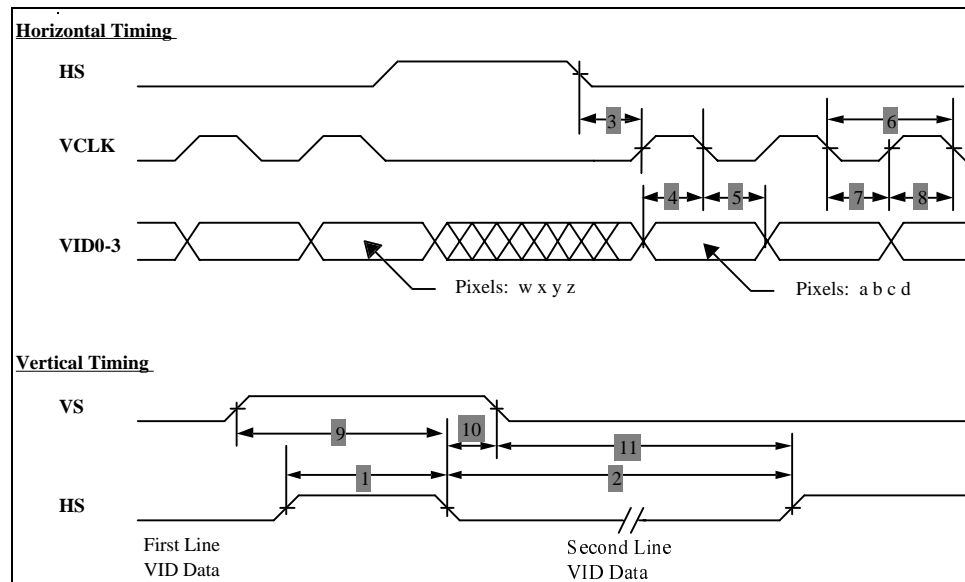 Horizontal Timing
HS
3
6
VCLK
4
5
7
8
VID0-3
Pixels: w x y z
Pixels: a b c d
Vertical Timing
VS
9
10
11
1
2
HS
First Line
VID Data
Second Line
VID Data